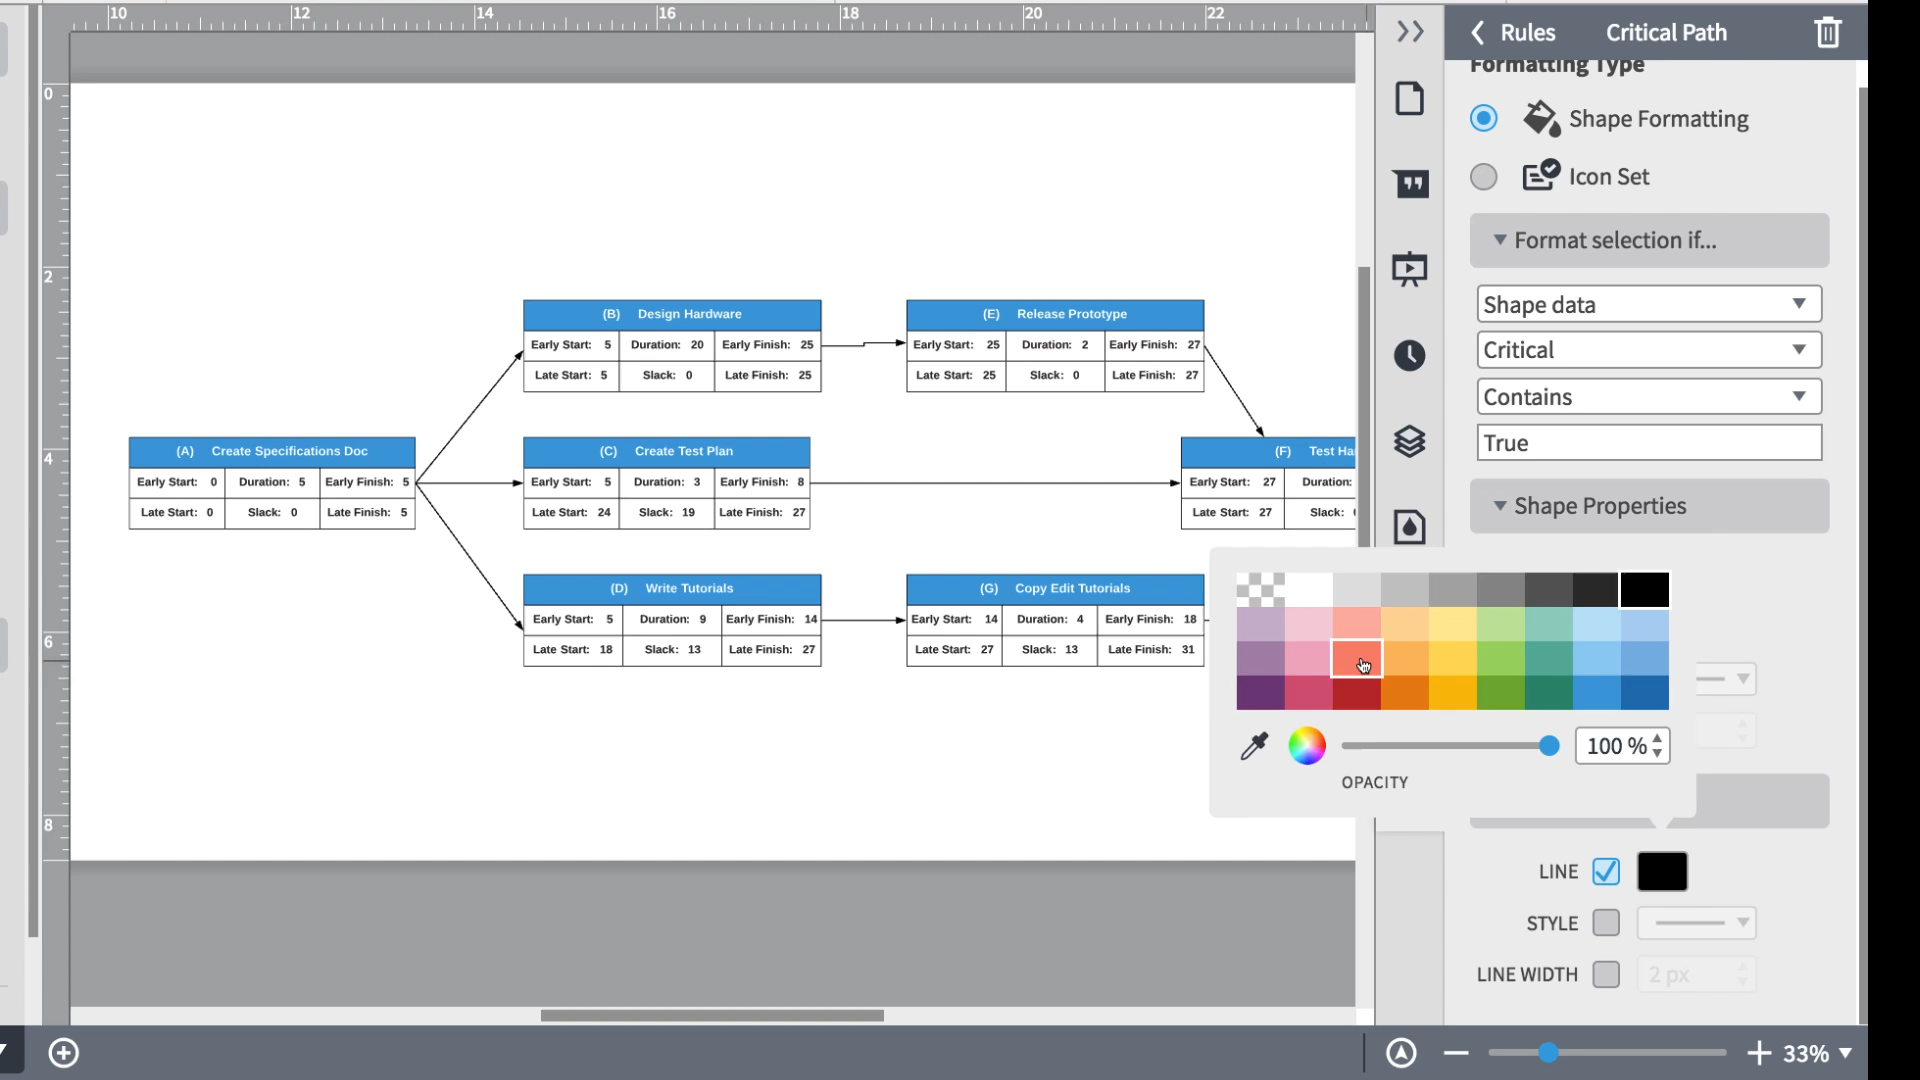 10 12 14 16 18 20 22
0
2
4
6
8
(A) Create Specifications Doc
Early Start: 0 Duration: 5 Early Finish: 5
Late Start: 0 Slack: 0 Late Finish: 5
(B) Design Hardware
Early Start: 5 Duration: 20 Early Finish: 25
Late Start: 5 Slack: 0 Late Finish: 25
(E) Release Prototype
Early Start: 25 Duration: 2 Early Finish: 27
Late Start: 25 Slack: 0 Late Finish: 27
(C) Create Test Plan
Early Start: 5 Duration: 3 Early Finish: 8
Late Start: 24 Slack: 19 Late Finish: 27
(F) Test
Early Start: 27 Duration:
Late Start: 27 Slack:
(D) Write Tutorials
Early Start: 5 Duration: 9 Early Finish: 14
Late Start: 18 Slack: 13 Late Finish: 27
(G) Copy Edit Tutorials
Early Start: 14 Duration: 4 Early Finish: 18
Late Start: 27 Slack: 13 Late Finish: 31
Rules Critical Path
Formatting Type
Shape Formatting
Icon Set
Format selection if...
Shape data
Critical
Contains
True
Shape Properties
100 %
OPACITY
LINE
STYLE
LINE WIDTH 2 px
33%